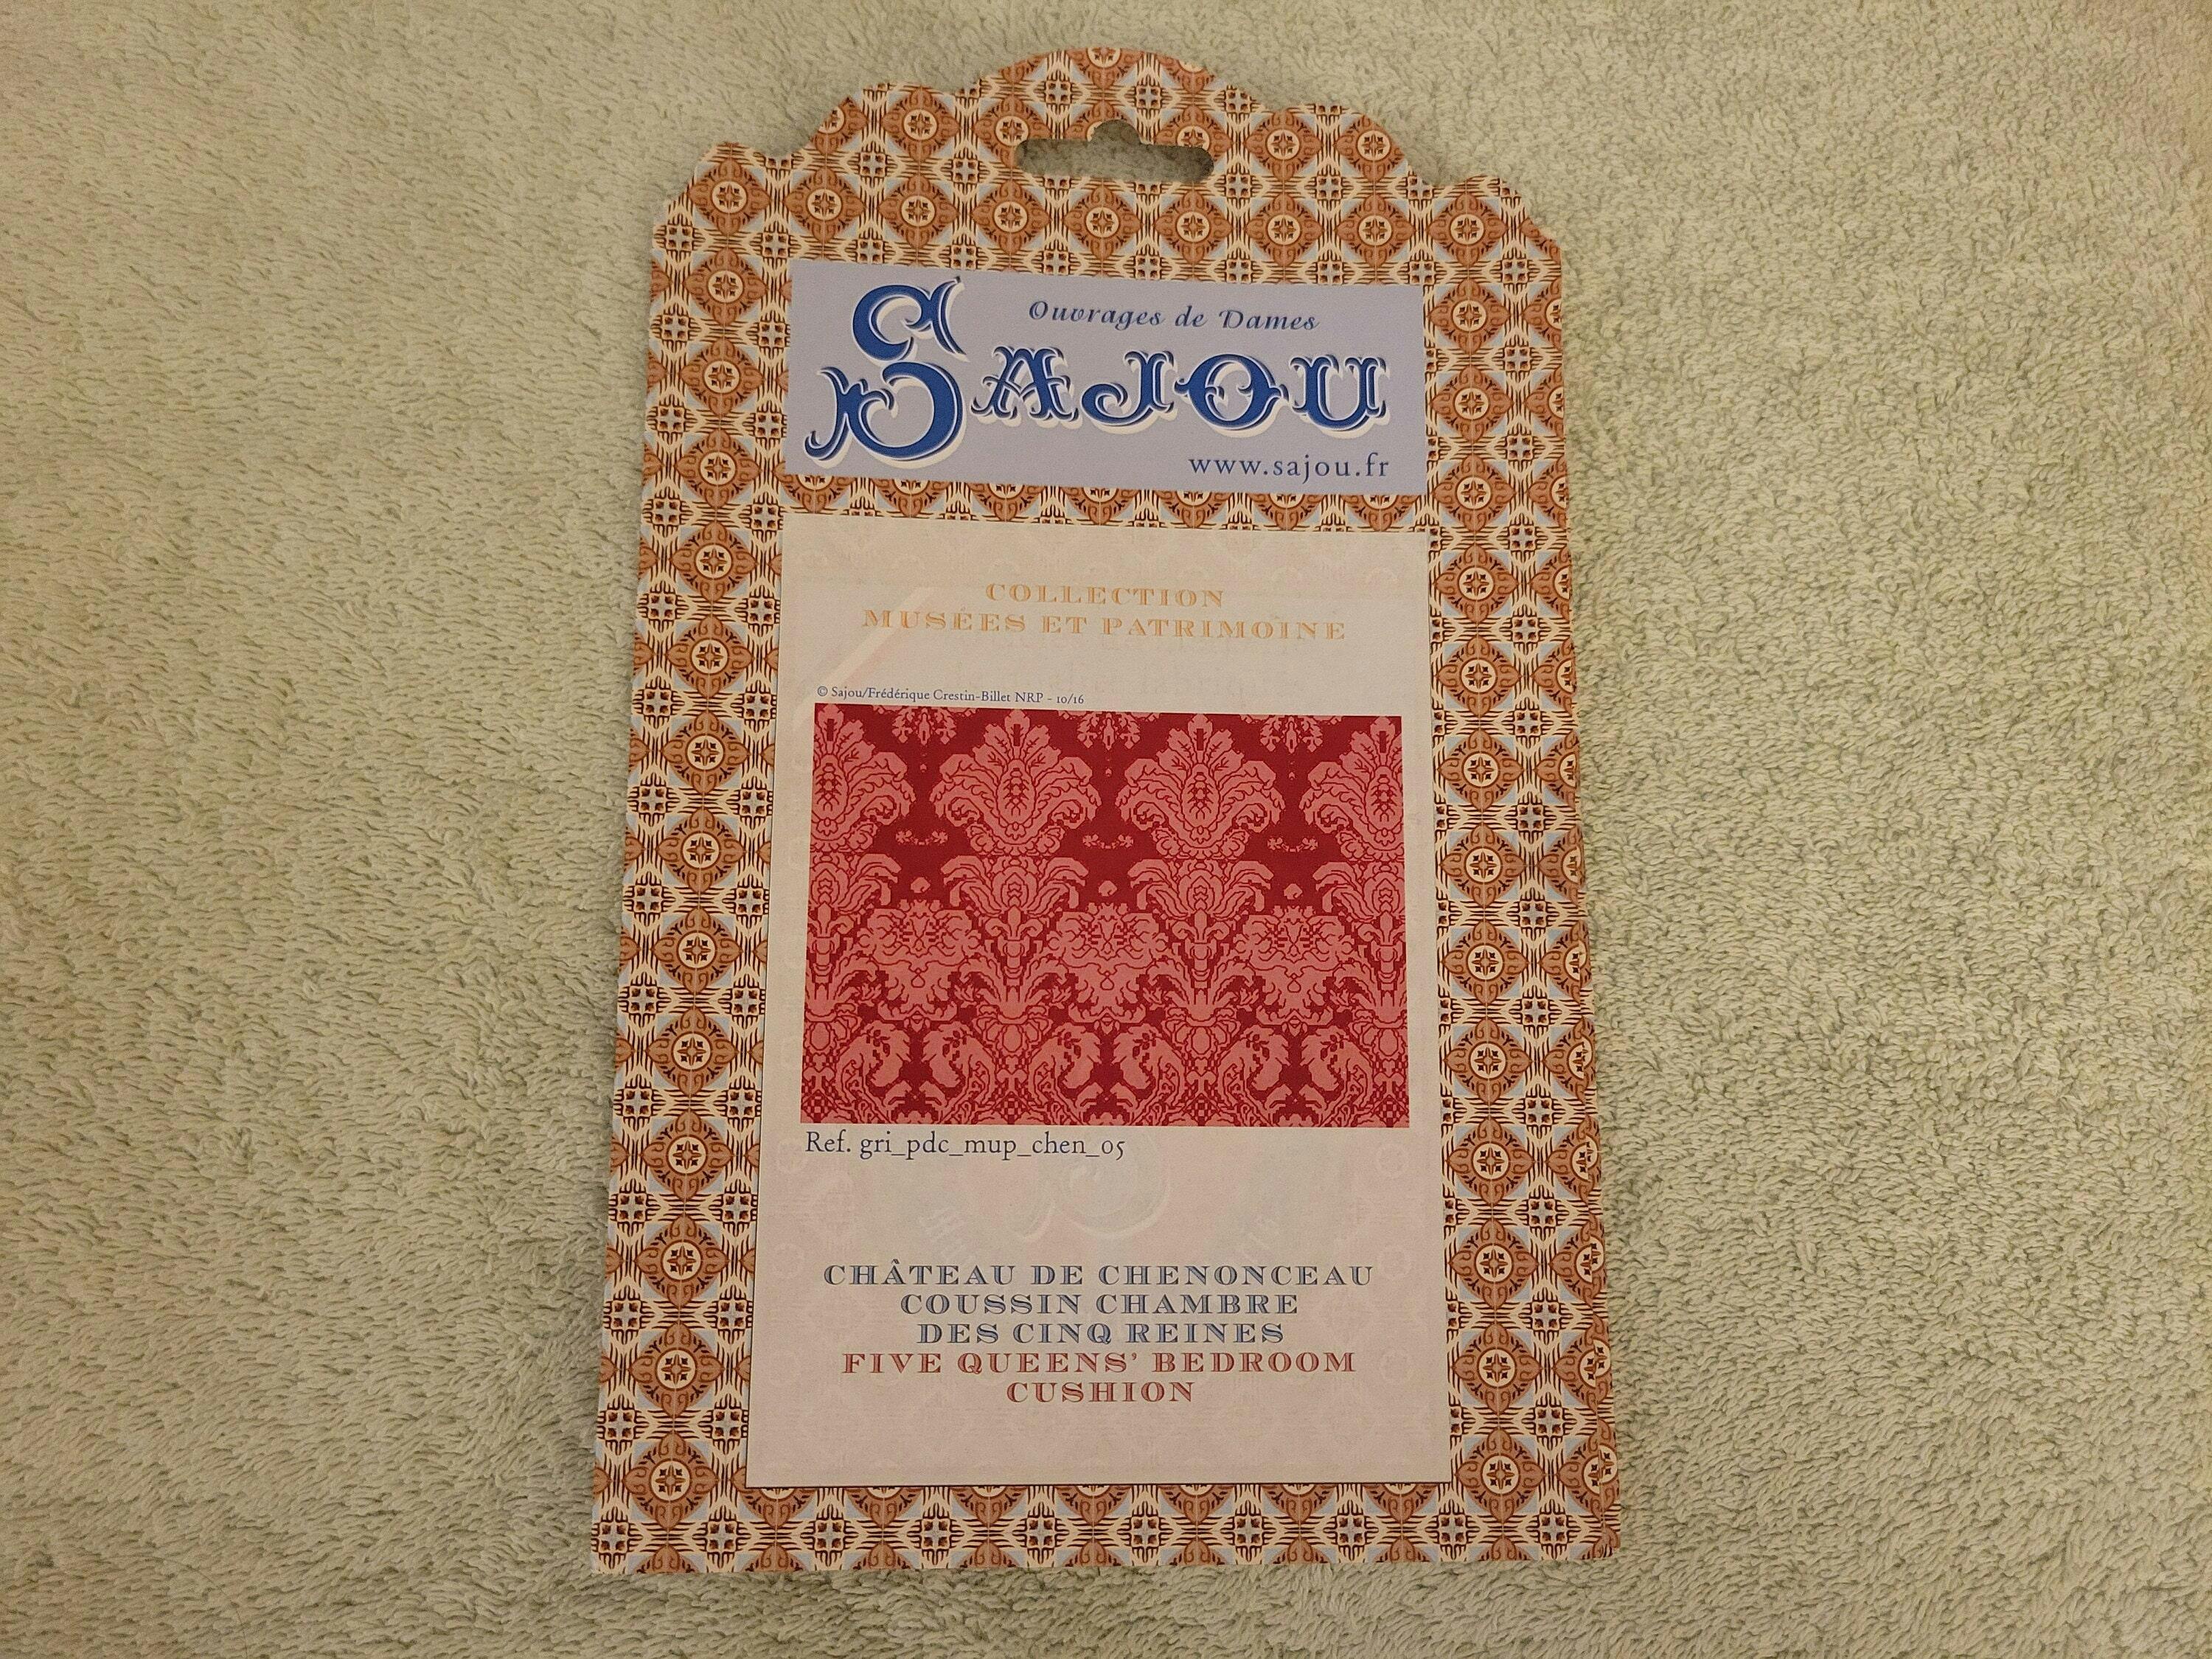 Ouvrages de Dames
SAJOU
www.sajou.fr
COLLECTION
MUSÉES ET PATRIMOINE
© Sajou/Frédérique Crestin-Billet NRP - 10/16
Ref. gri_pdc_mup_chen_05
CHÂTEAU DE CHENONCEAU
COUSSIN CHAMBRE
DES CINQ REINES
FIVE QUEENS' BEDROOM
CUSHION